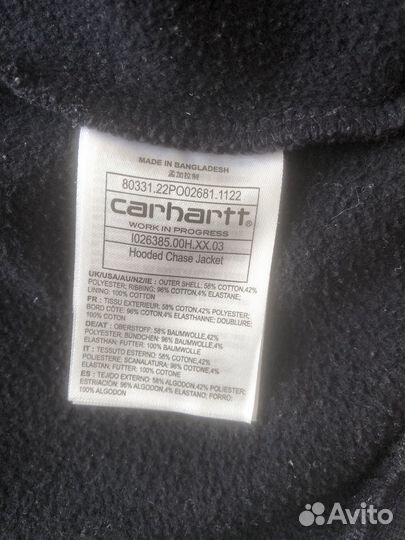 MADE IN BANGLADESH
孟加拉制
80331.22PO02681.1122
carhartt®
WORK IN PROGRESS
I026385.00H.XX.03
Hooded Chase Jacket
UK/USA/AU/NZ/IE : OUTER SHELL: 58% COTTON,42%
POLYESTER; RIBBING: 96% COTTON,4% ELASTANE;
LINING: 100% COTTON
FR : TISSU EXTERIEUR: 58% COTON,42% POLYESTER;
BORD CÔTE: 96% COTON,4% ELASTHANNE; DOUBLURE:
100% COTON
DE/AT : OBERSTOFF: 58% BAUMWOLLE,42%
POLYESTER; BÜNDCHEN: 96% BAUMWOLLE,4%
ELASTHAN; FUTTER: 100% BAUMWOLLE
IT : TESSUTO ESTERNO: 58% COTONE,42%
POLIESTERE; SCANALATURA: 96% COTONE,4%
ELASTAN; FUTTER: 100% COTONE
ES : TEJIDO EXTERNO: 58% ALGODON,42% POLIESTER;
ESTRIACIÓN: 96% ALGODON,4% ELASTANO; FORRO:
100% ALGODON
Avito